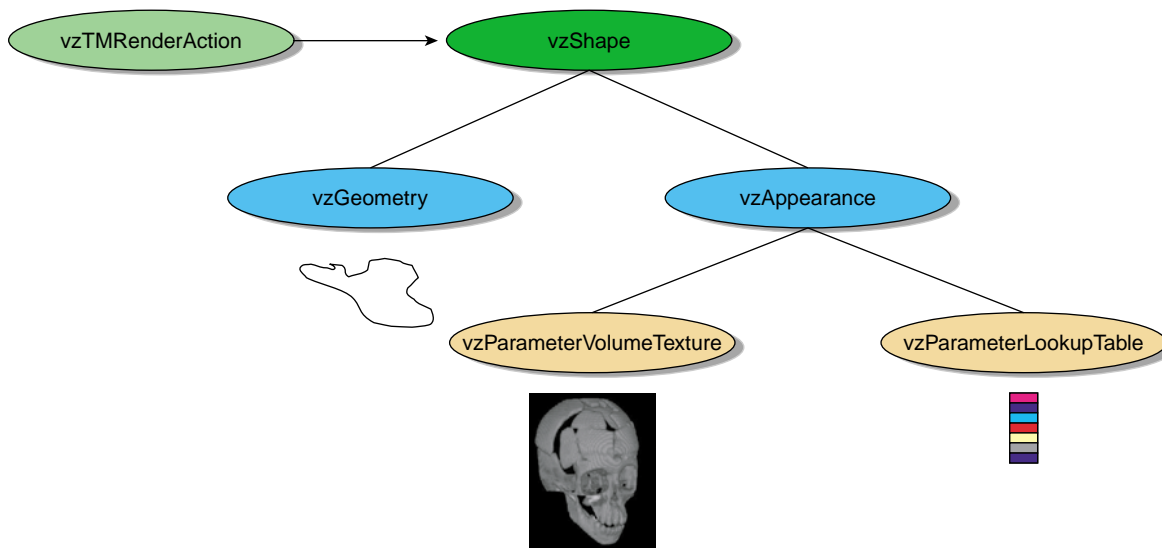 vzTMRenderAction
vzShape
vzGeometry
vzAppearance
vzParameterVolumeTexture
vzParameterLookupTable